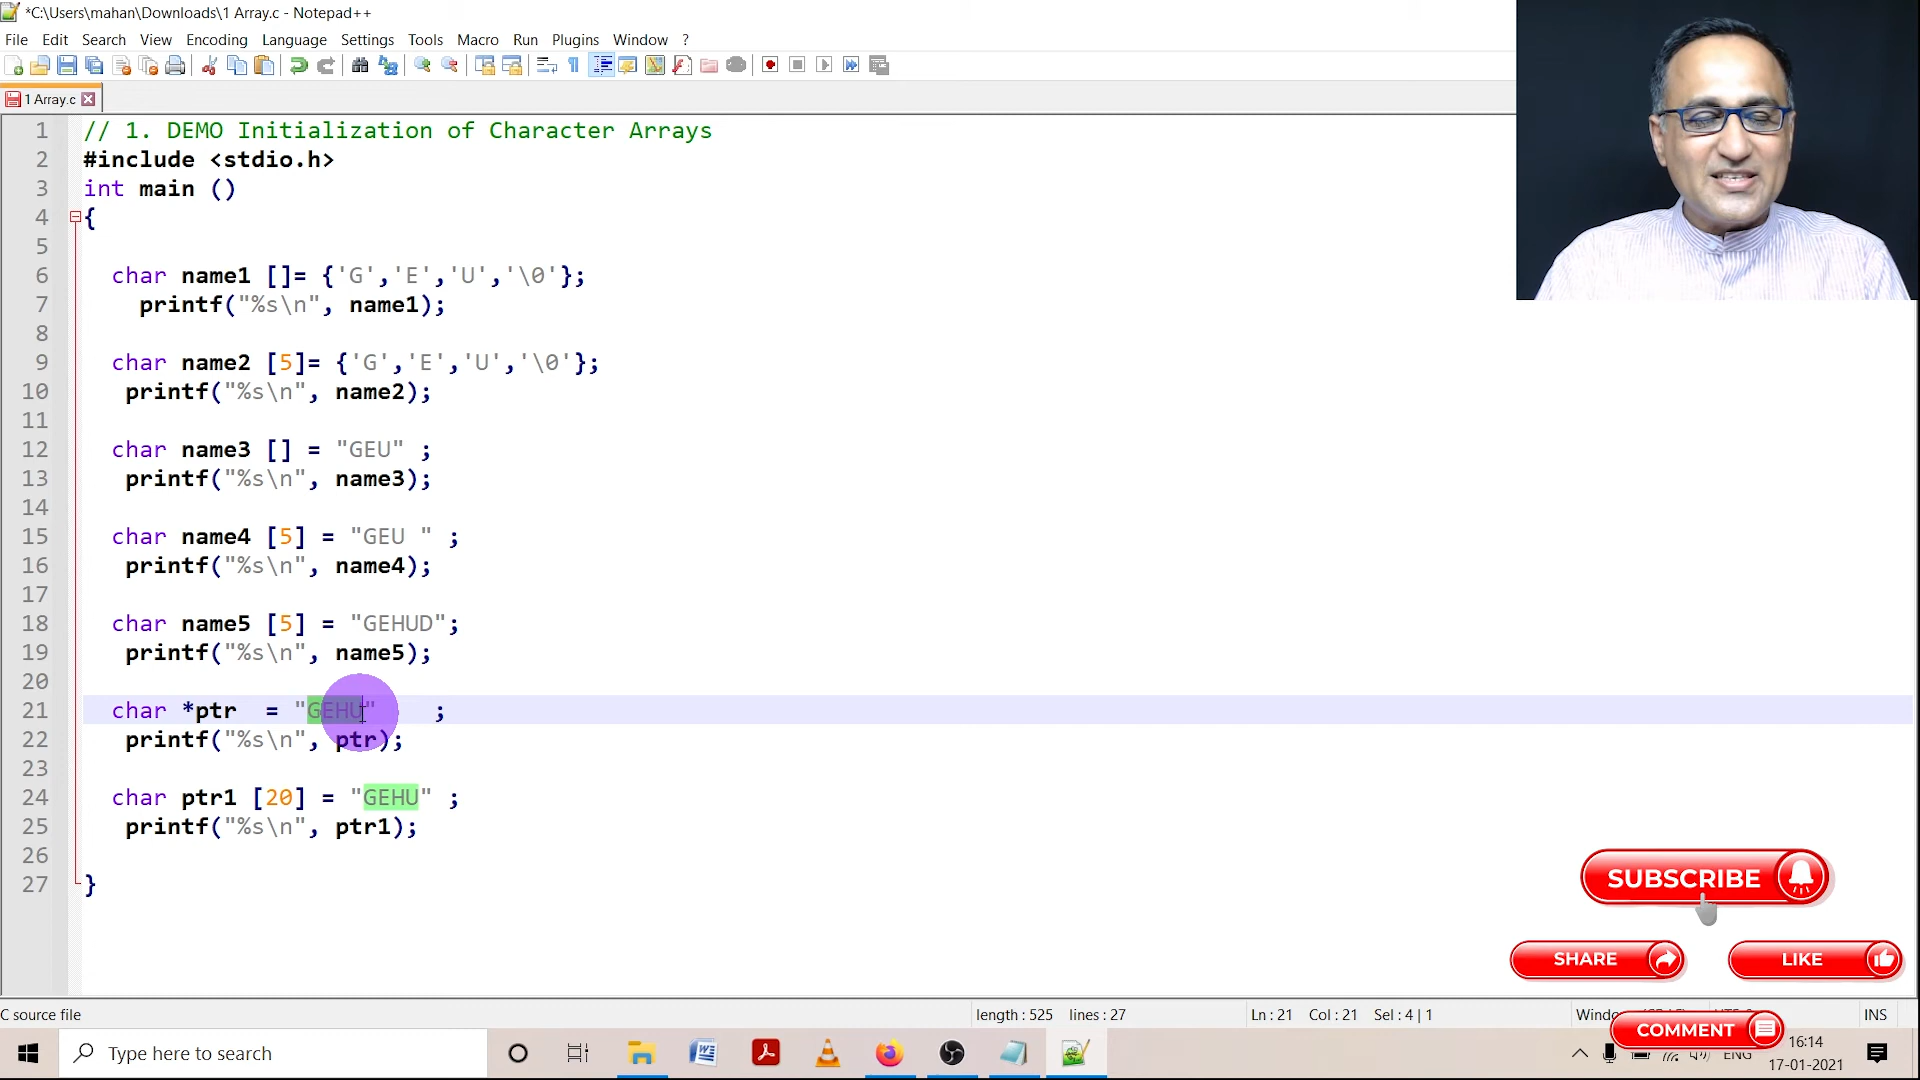 *C:\Users\mahan\Downloads\1 Array.c - Notepad++
File Edit Search View Encoding Language Settings Tools Macro Run Plugins Window ?
1 Array.c
1 // 1. DEMO Initialization of Character Arrays
2 #include <stdio.h>
3 int main ()
4 {
5
6 char name1 []= {'G','E','U','\0'};
7 printf("%s\n", name1);
8
9 char name2 [5]= {'G','E','U','\0'};
10 printf("%s\n", name2);
11
12 char name3 [] = "GEU" ;
13 printf("%s\n", name3);
14
15 char name4 [5] = "GEU " ;
16 printf("%s\n", name4);
17
18 char name5 [5] = "GEHUD";
19 printf("%s\n", name5);
20
21 char *ptr = "GEHU" ;
22 printf("%s\n", ptr);
23
24 char ptr1 [20] = "GEHU" ;
25 printf("%s\n", ptr1);
26
27 }
SUBSCRIBE
SHARE
LIKE
C source file length : 525 lines : 27 Ln : 21 Col : 21 Sel : 4 | 1 INS
COMMENT
Type here to search
ENG
16:14
17-01-2021